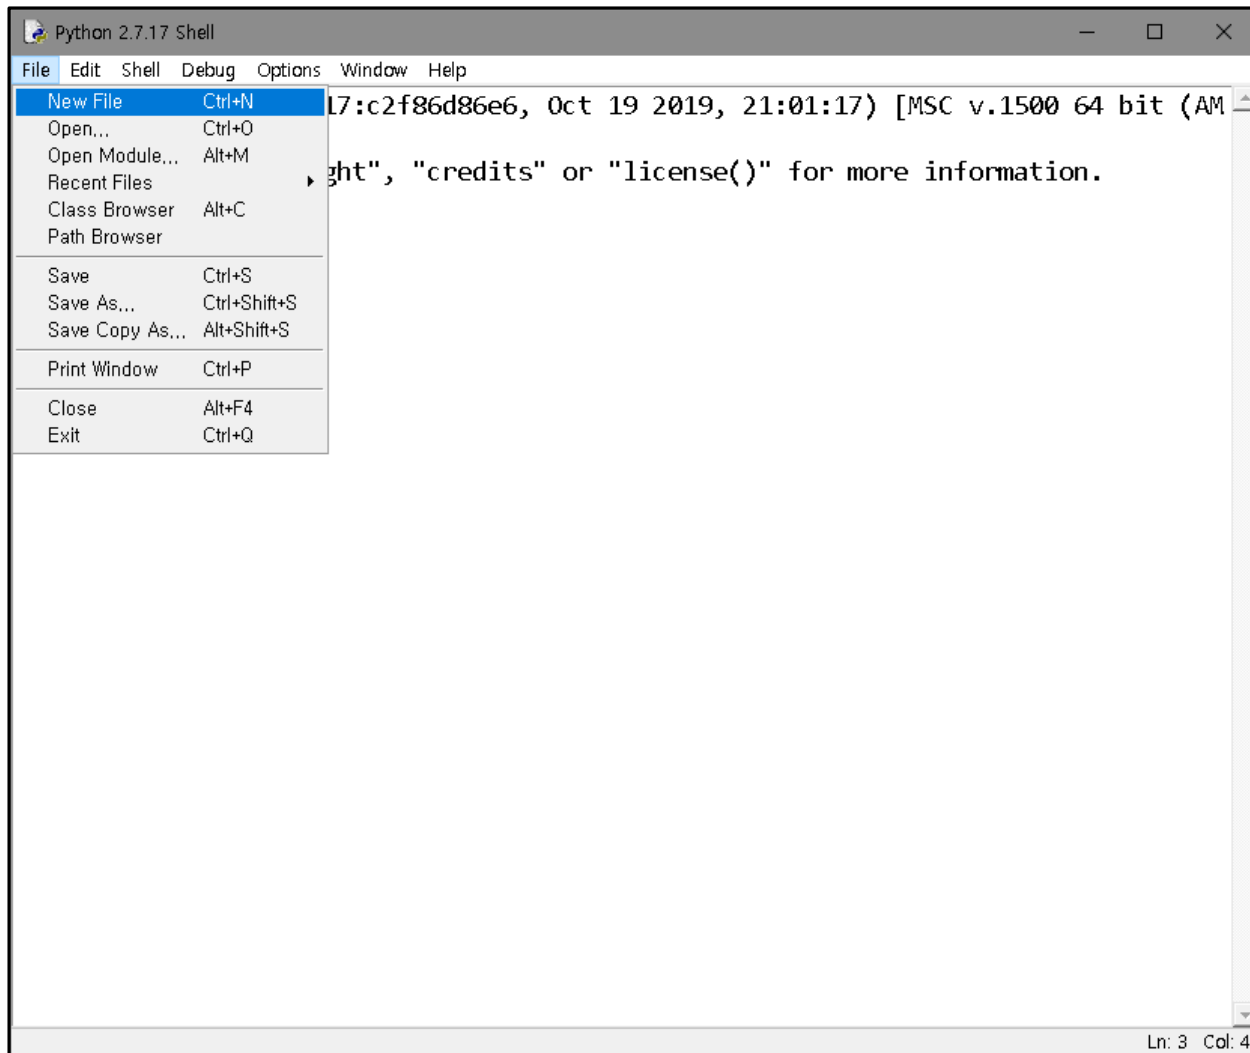 Python 2.7.17 Shell
File Edit Shell Debug Options Window Help
New File Ctrl+N
Open... Ctrl+O
Open Module... Alt+M
Recent Files
Class Browser Alt+C
Path Browser
Save Ctrl+S
Save As... Ctrl+Shift+S
Save Copy As... Alt+Shift+S
Print Window Ctrl+P
Close Alt+F4
Exit Ctrl+Q
17:c2f86d86e6, Oct 19 2019, 21:01:17) [MSC v.1500 64 bit (AM
ght", "credits" or "license()" for more information.
Ln: 3 Col: 4